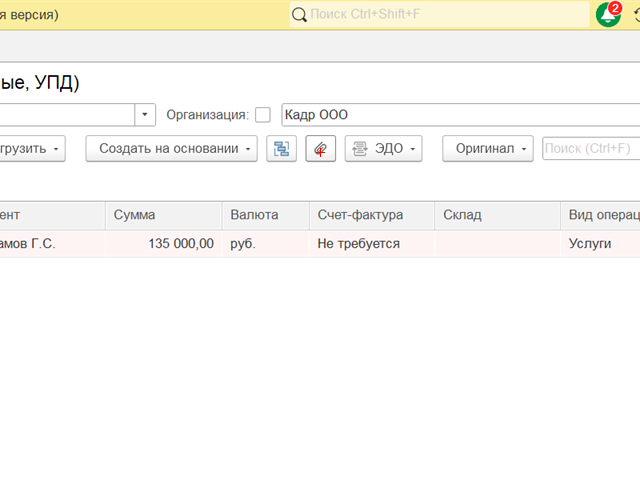 я версия) Поиск Ctrl+Shift+F 2
ые, УПД)
Организация: Кадр ООО
грузить Создать на основании ЭДО Оригинал Поиск (Ctrl+F)
ент Сумма Валюта Счет-фактура Склад Вид операц
амов Г.С. 135 000,00 руб. Не требуется Услуги